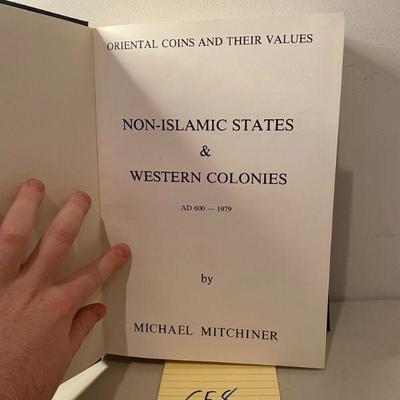 ORIENTAL COINS AND THEIR VALUES
NON-ISLAMIC STATES
&
WESTERN COLONIES
AD 600 — 1979
by
MICHAEL MITCHINER